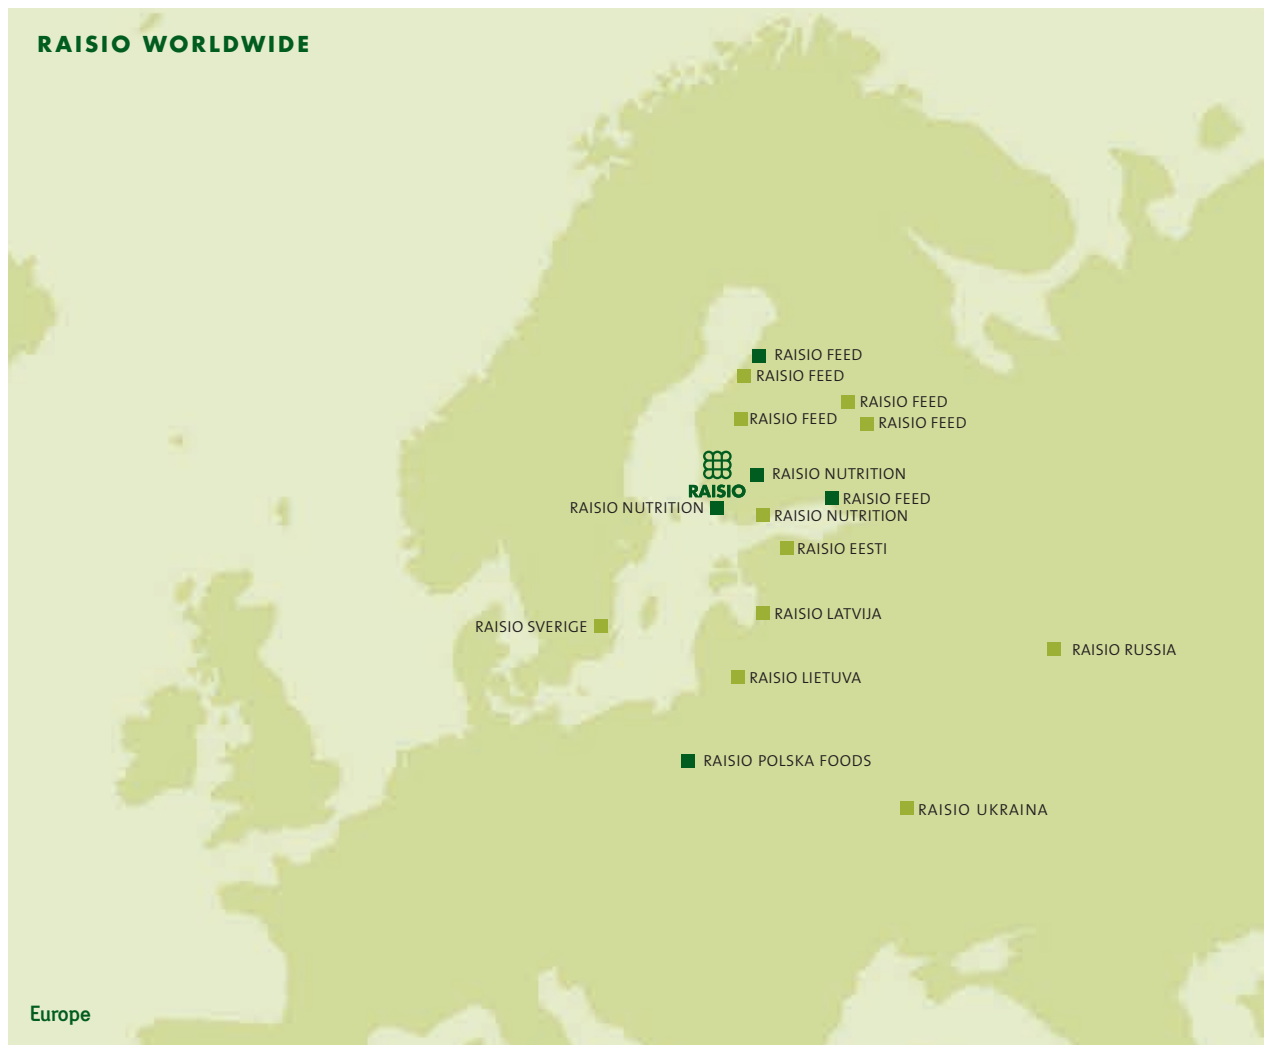 RAISIO WORLDWIDE
RAISIO FEED
RAISIO FEED
RAISIO FEED
RAISIO FEED
RAISIO FEED
RAISIO NUTRITION
RAISIO
RAISIO FEED
RAISIO NUTRITION
RAISIO NUTRITION
RAISIO EESTI
RAISIO LATVIJA
RAISIO SVERIGE
RAISIO RUSSIA
RAISIO LIETUVA
RAISIO POLSKA FOODS
RAISIO UKRAINA
Europe